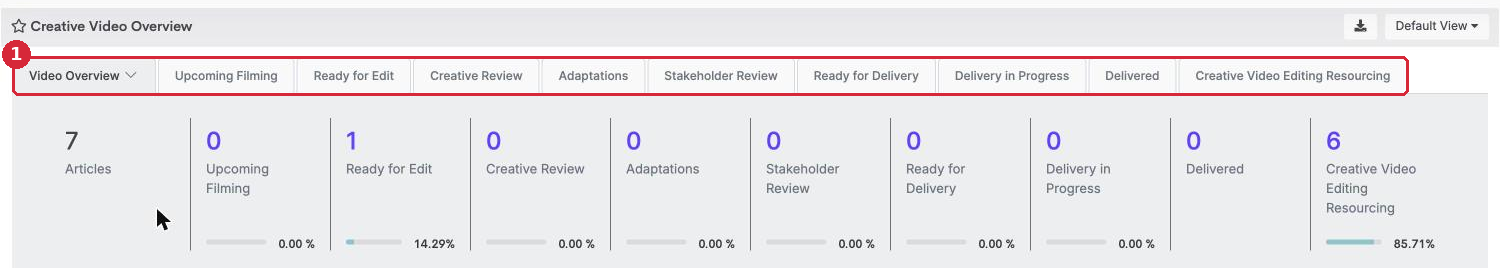 Creative Video Overview
Default View
1
Video Overview
Upcoming Filming
Ready for Edit
Creative Review
Adaptations
Stakeholder Review
Ready for Delivery
Delivery in Progress
Delivered
Creative Video Editing Resourcing
7
Articles
0
Upcoming
Filming
0.00 %
1
Ready for Edit
14.29%
0
Creative Review
0.00 %
0
Adaptations
0.00 %
0
Stakeholder
Review
0.00 %
0
Ready for
Delivery
0.00 %
0
Delivery in
Progress
0.00 %
0
Delivered
6
Creative Video
Editing
Resourcing
85.71%